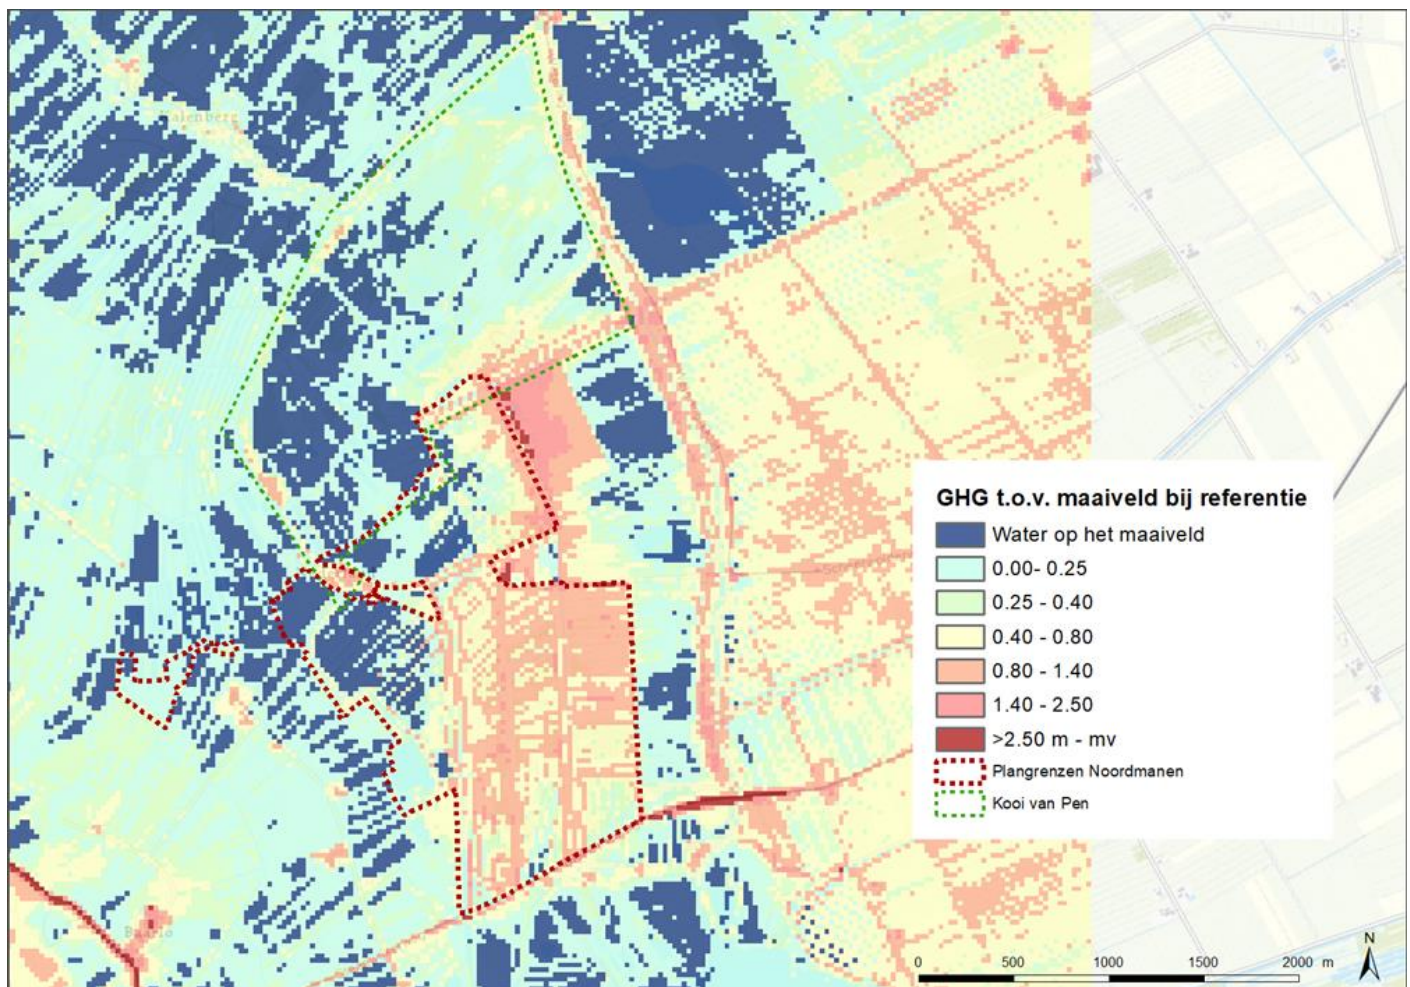 Kalenberg
GHG t.o.v. maaiveld bij referentie
Water op het maaiveld
0.00- 0.25
0.25 - 0.40
0.40 - 0.80
0.80 - 1.40
1.40 - 2.50
>2.50 m - mv
Plangrenzen Noordmanen
Kooi van Pen
N
0 500 1000 1500 2000 m